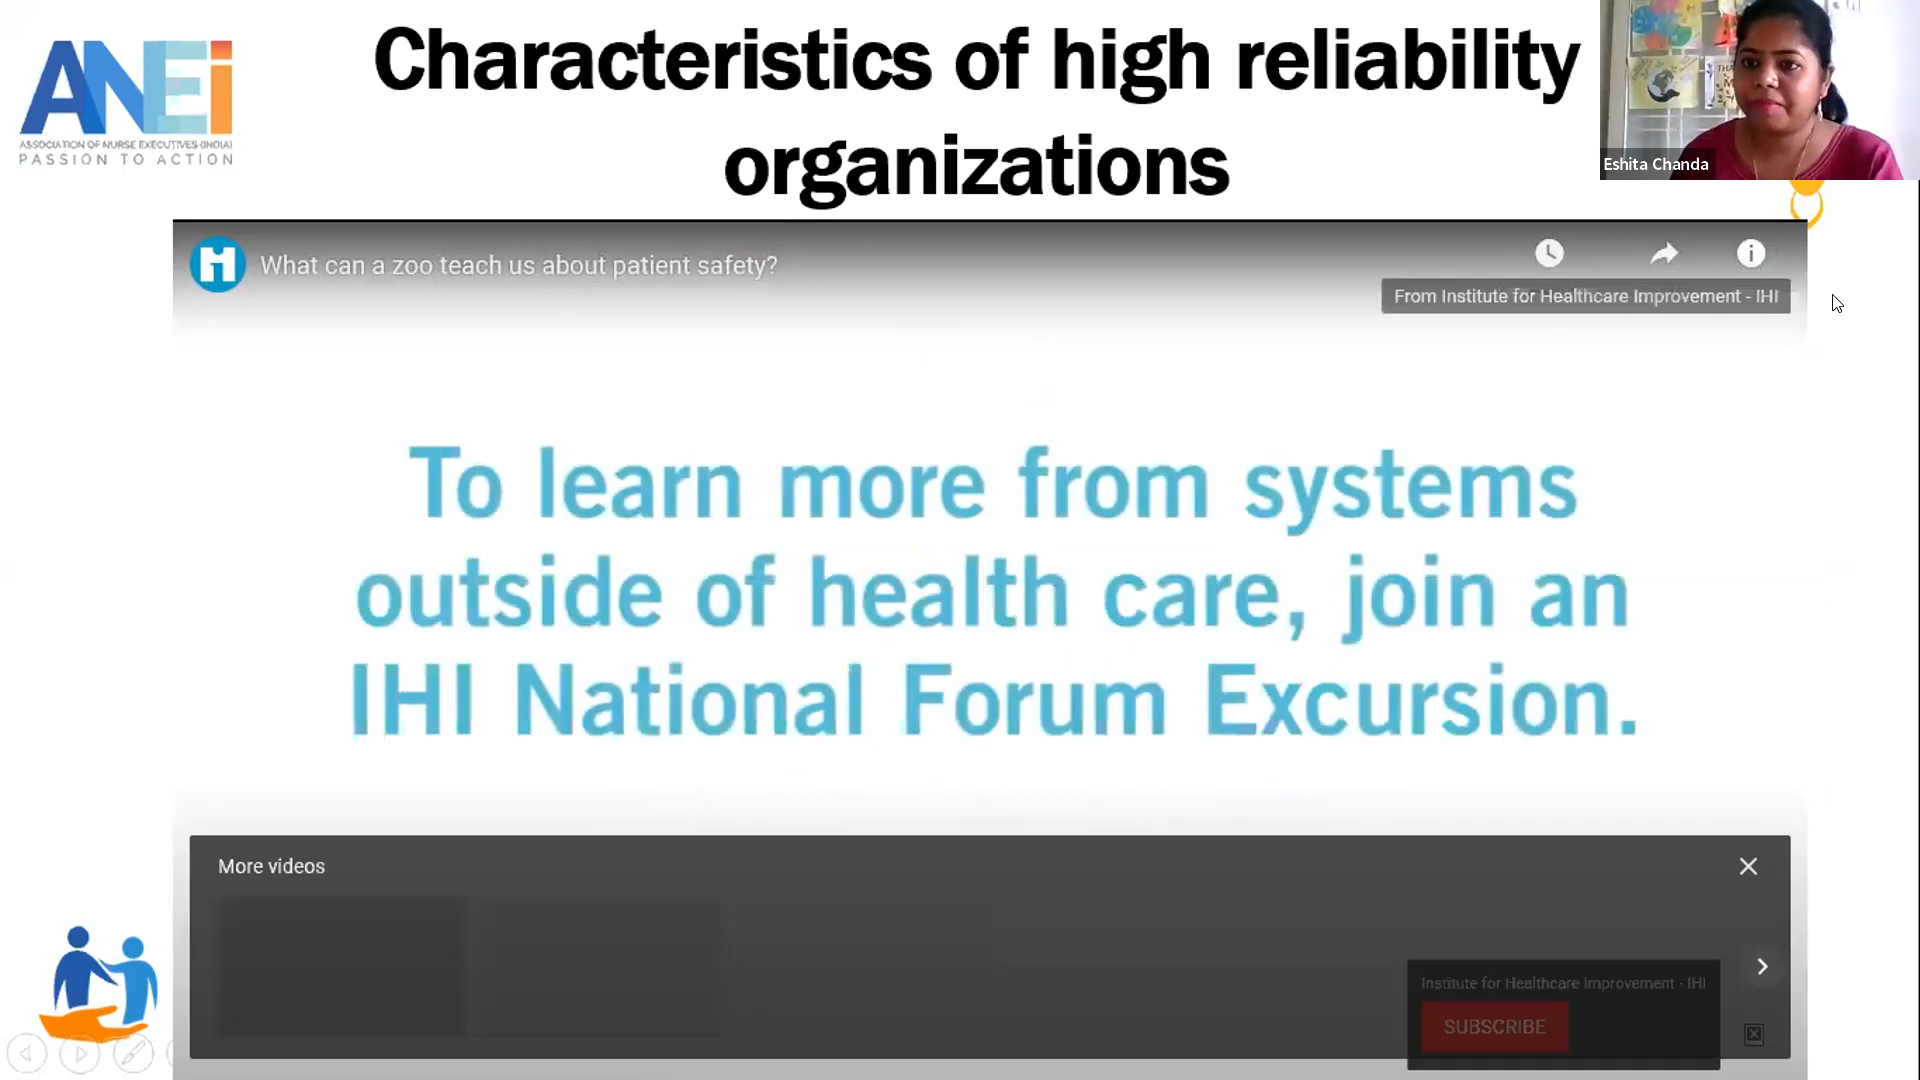 ANEi
ASSOCIATION OF NURSE EXECUTIVES (INDIA)
PASSION TO ACTION
Characteristics of high reliability
organizations
Eshita Chanda
What can a zoo teach us about patient safety?
From Institute for Healthcare Improvement - IHI
To learn more from systems
outside of health care, join an
IHI National Forum Excursion.
More videos
Institute for Healthcare Improvement - IHI
SUBSCRIBE